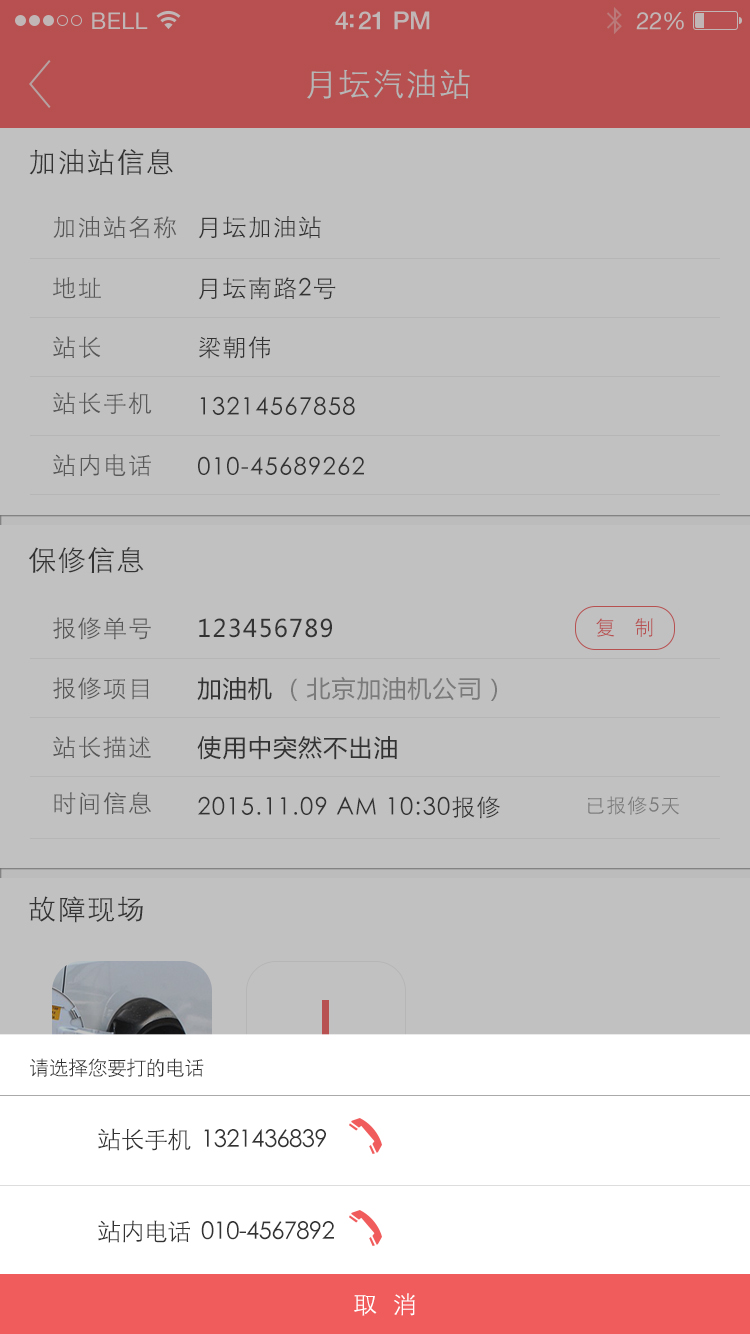 BELL 4:21 PM 22%
月坛汽油站
加油站信息
加油站名称 月坛加油站
地址 月坛南路2号
站长 梁朝伟
站长手机 13214567858
站内电话 010-45689262
保修信息
报修单号 123456789 复 制
报修项目 加油机（北京加油机公司）
站长描述 使用中突然不出油
时间信息 2015.11.09 AM 10:30报修 已报修5天
故障现场
请选择您要打的电话
站长手机 1321436839
站内电话 010-4567892
取 消